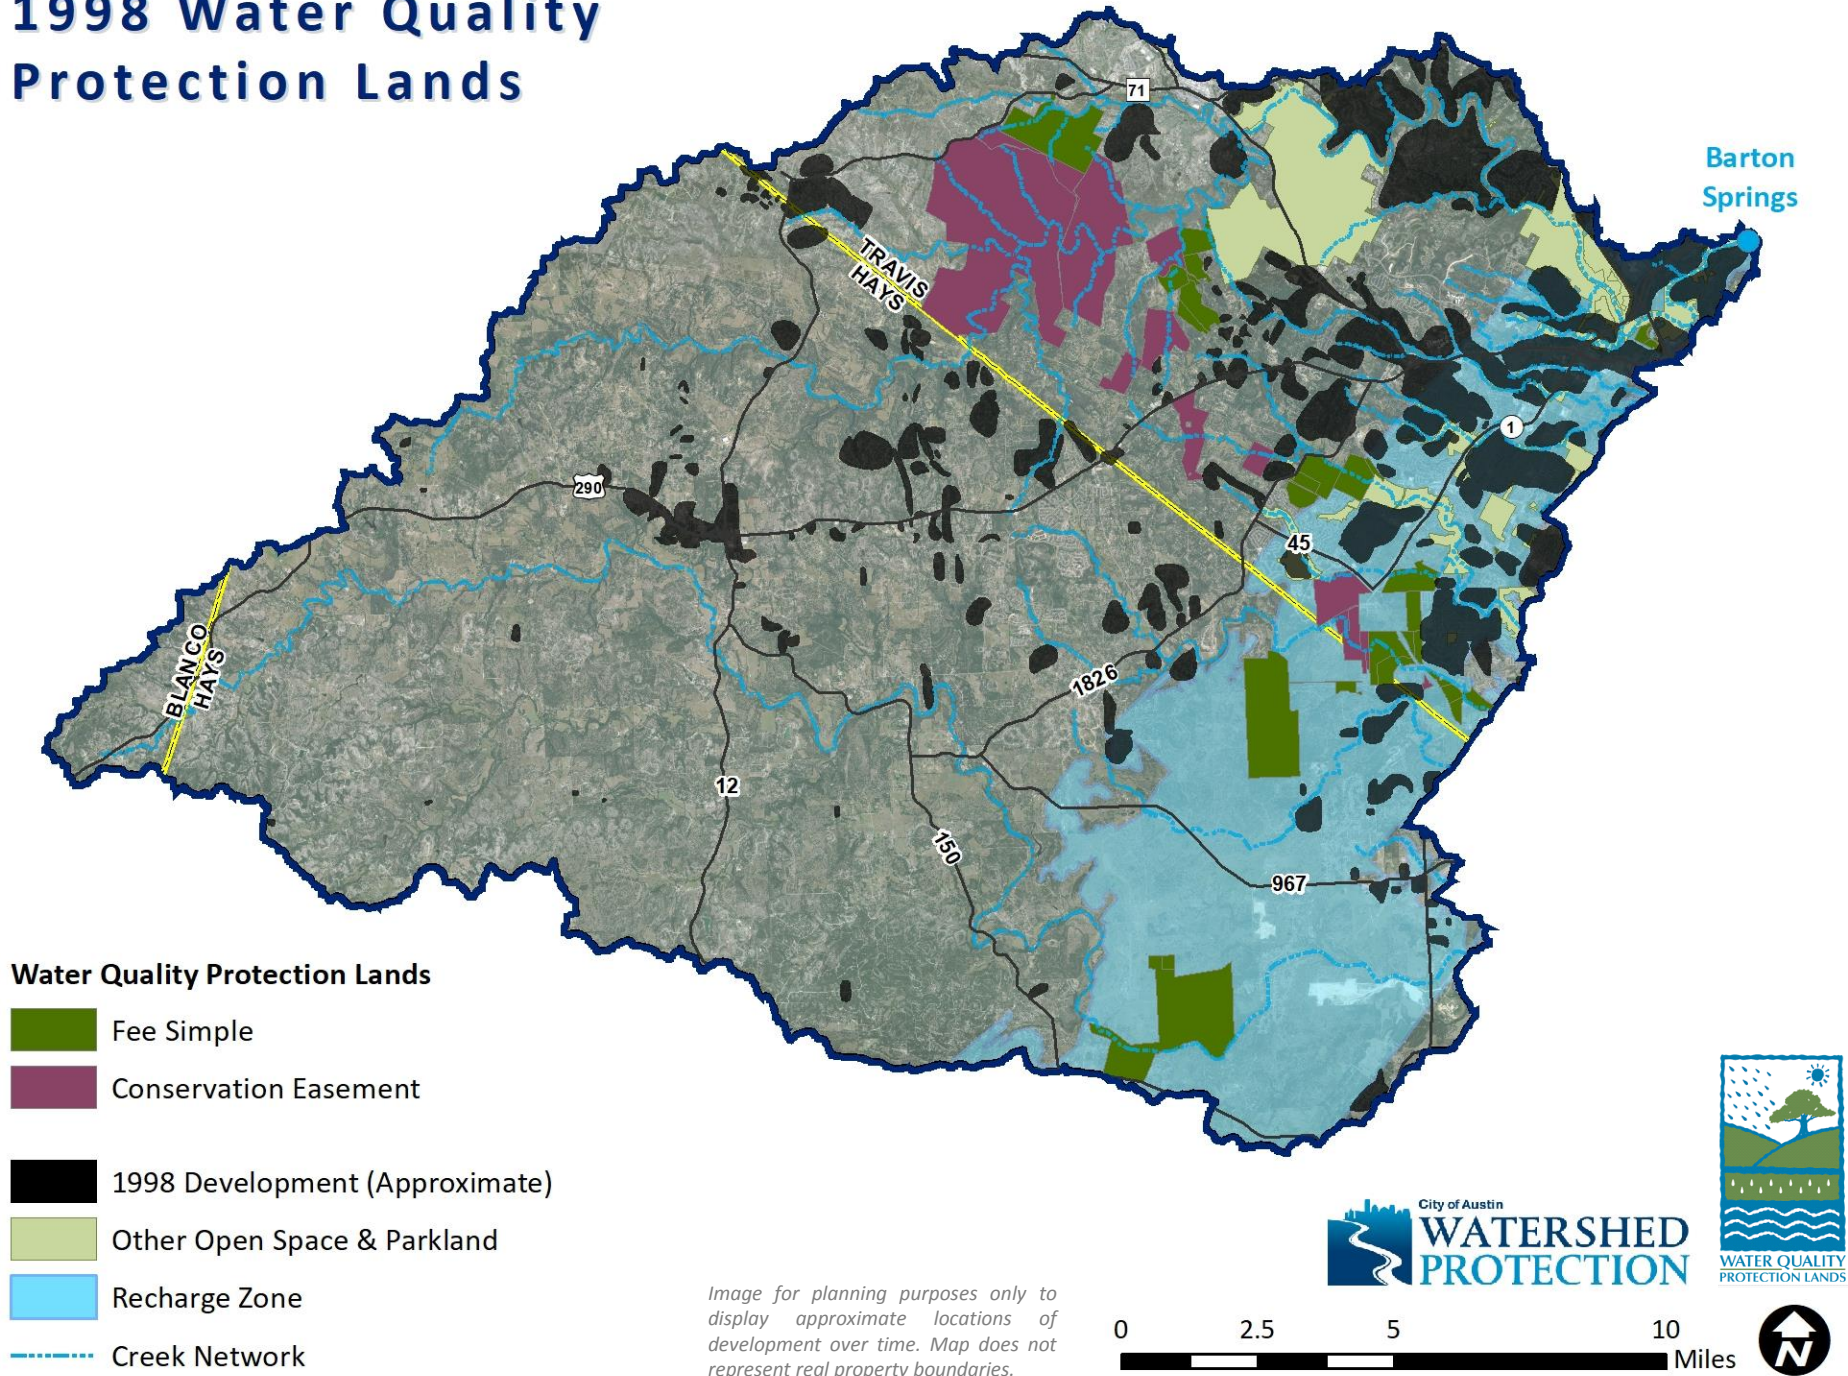 1998 Water Quality
Protection Lands
71
Barton
Springs
TRAVIS
HAYS
1
290
45
BLANCO
HAYS
1826
12
150
967
Water Quality Protection Lands
Fee Simple
Conservation Easement
1998 Development (Approximate)
Other Open Space & Parkland
Recharge Zone
Creek Network
Image for planning purposes only to
display approximate locations of
development over time. Map does not
represent real property boundaries.
City of Austin
WATERSHED
PROTECTION
WATER QUALITY
PROTECTION LANDS
0 2.5 5 10
Miles
N